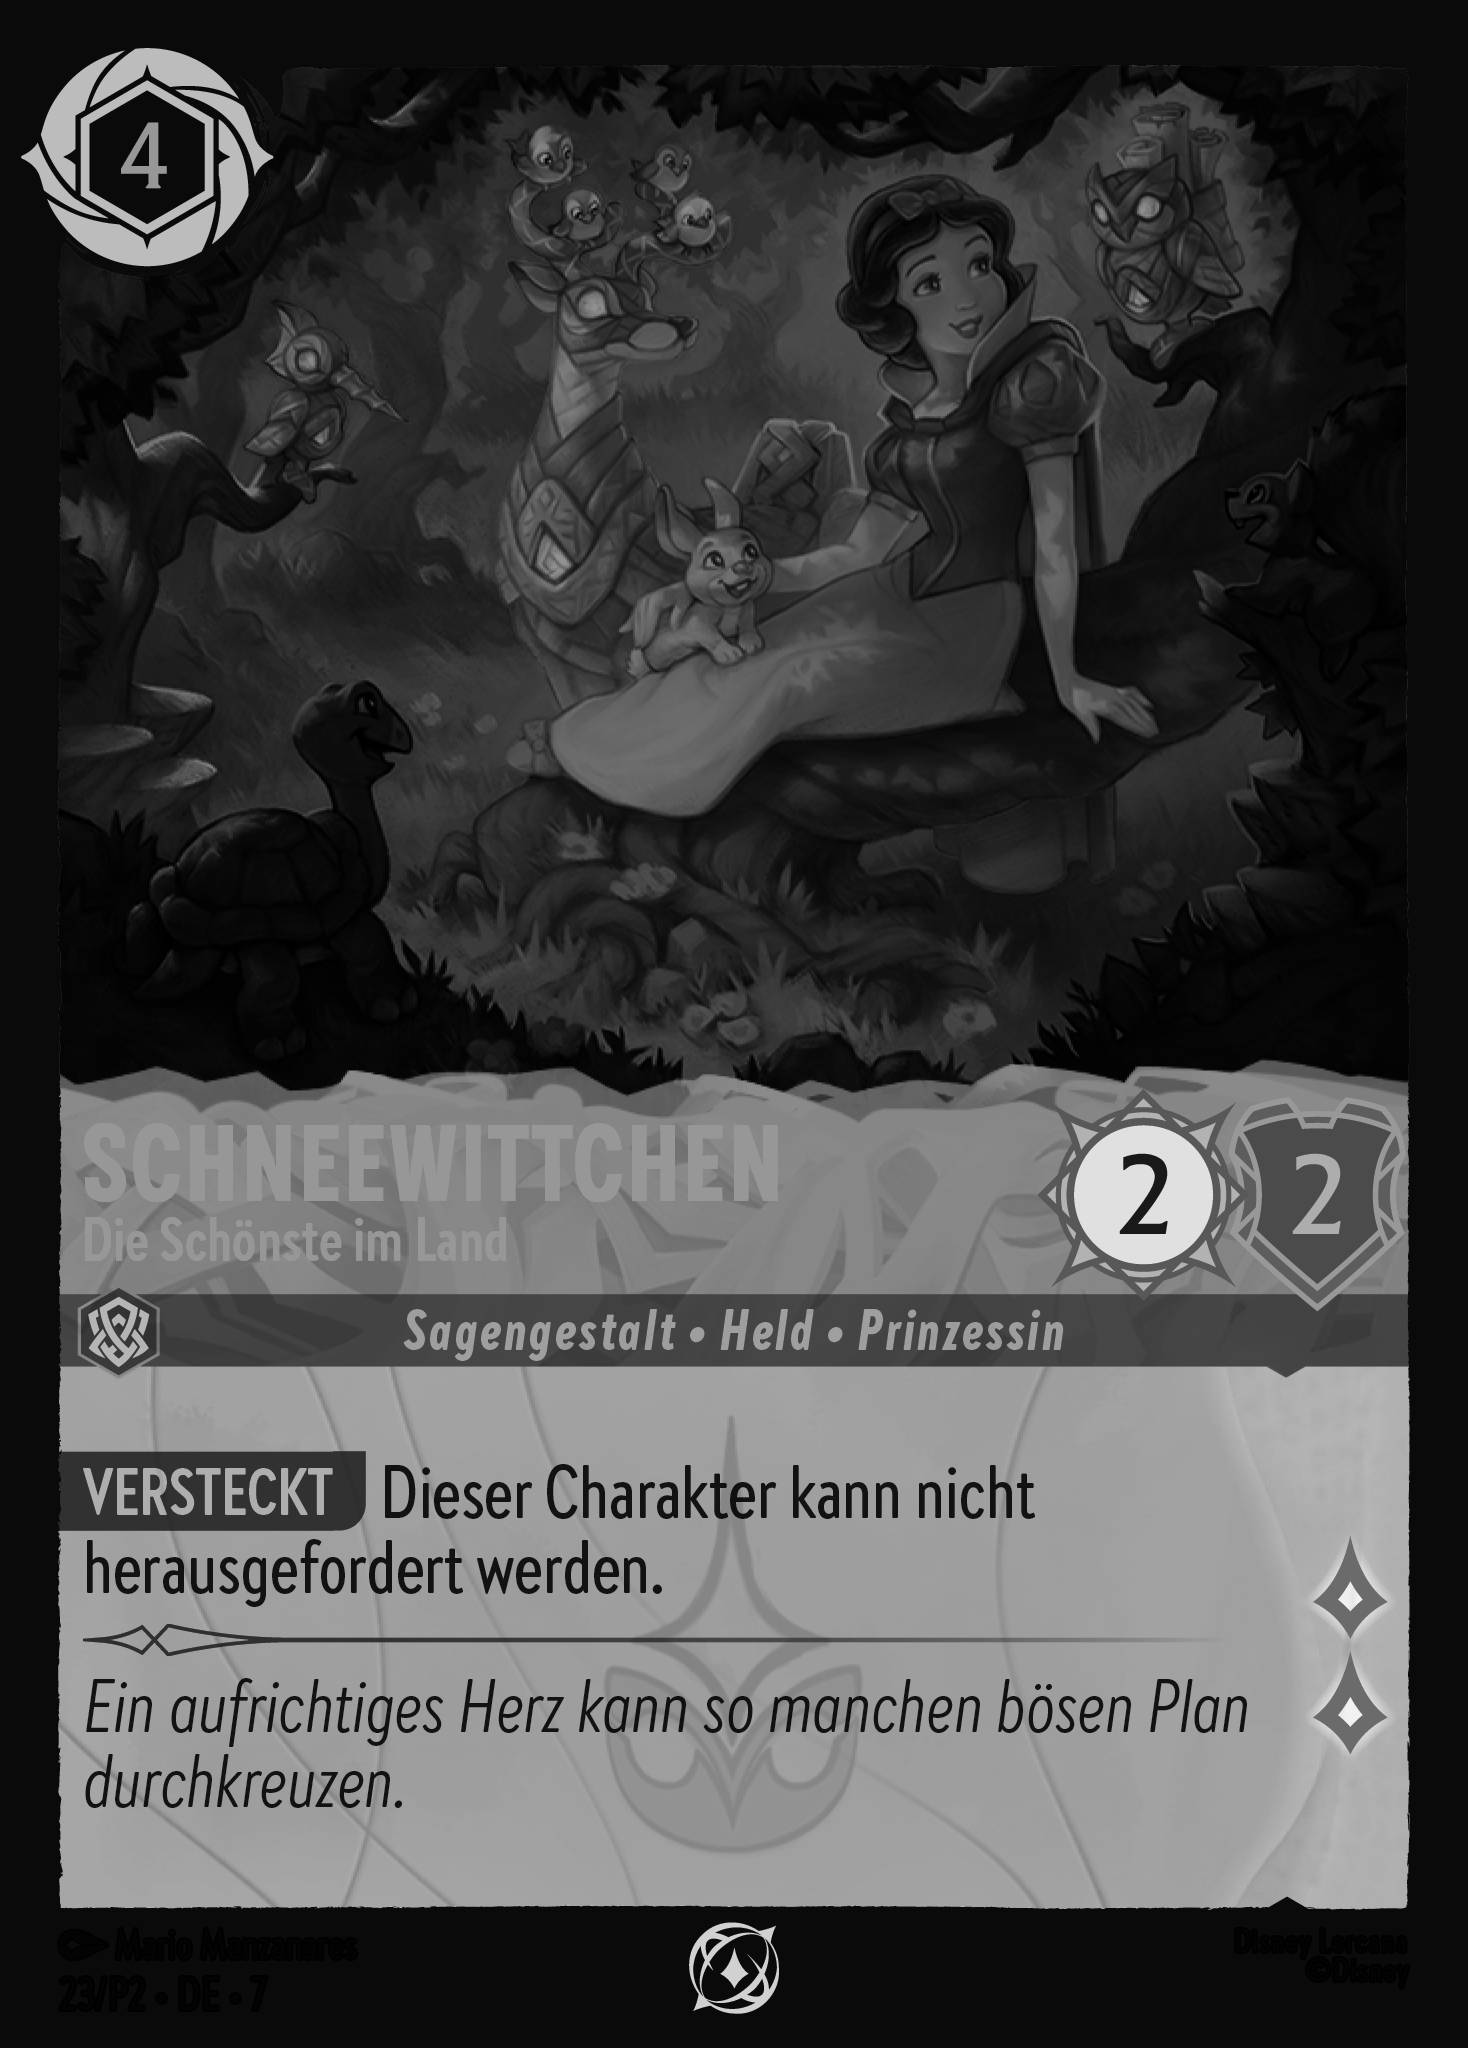 4
SCHNEEWITTCHEN
Die Schönste im Land
2 2
Sagengestalt • Held • Prinzessin
VERSTECKT Dieser Charakter kann nicht
herausgefordert werden.
Ein aufrichtiges Herz kann so manchen bösen Plan
durchkreuzen.
Mario Manzanares
23/P2 • DE • 7
Disney Lorcana
©Disney